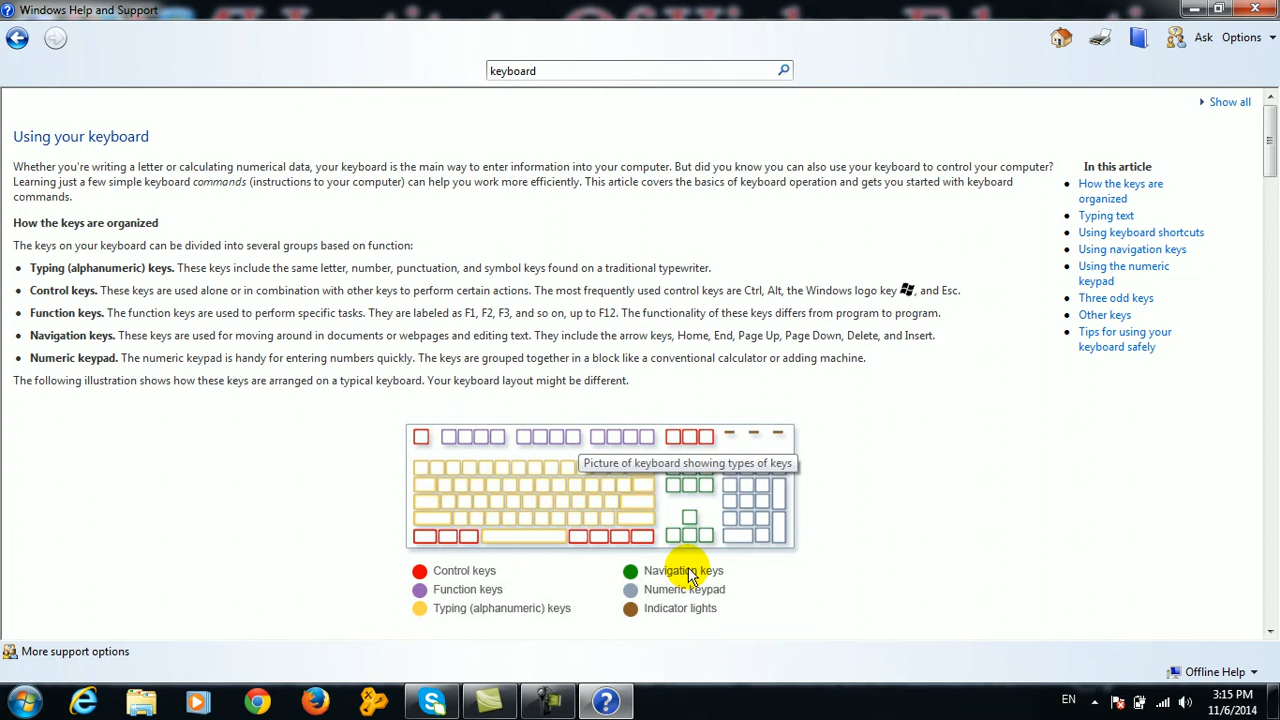 Windows Help and Support
Ask Options
keyboard
Show all
Using your keyboard
Whether you're writing a letter or calculating numerical data, your keyboard is the main way to enter information into your computer. But did you know you can also use your keyboard to control your computer?
Learning just a few simple keyboard commands (instructions to your computer) can help you work more efficiently. This article covers the basics of keyboard operation and gets you started with keyboard
commands.
How the keys are organized
The keys on your keyboard can be divided into several groups based on function:
Typing (alphanumeric) keys. These keys include the same letter, number, punctuation, and symbol keys found on a traditional typewriter.
Control keys. These keys are used alone or in combination with other keys to perform certain actions. The most frequently used control keys are Ctrl, Alt, the Windows logo key , and Esc.
Function keys. The function keys are used to perform specific tasks. They are labeled as F1, F2, F3, and so on, up to F12. The functionality of these keys differs from program to program.
Navigation keys. These keys are used for moving around in documents or webpages and editing text. They include the arrow keys, Home, End, Page Up, Page Down, Delete, and Insert.
Numeric keypad. The numeric keypad is handy for entering numbers quickly. The keys are grouped together in a block like a conventional calculator or adding machine.
The following illustration shows how these keys are arranged on a typical keyboard. Your keyboard layout might be different.
In this article
How the keys are
organized
Typing text
Using keyboard shortcuts
Using navigation keys
Using the numeric
keypad
Three odd keys
Other keys
Tips for using your
keyboard safely
Picture of keyboard showing types of keys
Control keys
Function keys
Typing (alphanumeric) keys
Navigation keys
Numeric keypad
Indicator lights
More support options
Offline Help
EN
3:15 PM
11/6/2014